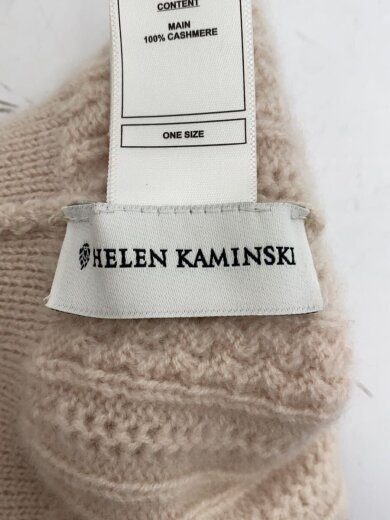 CONTENT
MAIN
100% CASHMERE
ONE SIZE
HELEN KAMINSKI